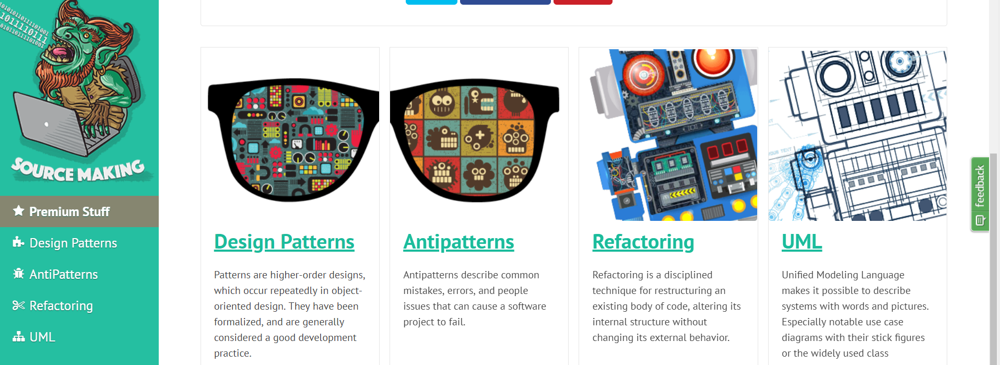 SOURCE MAKING
Premium Stuff
Design Patterns
AntiPatterns
Refactoring
UML
Design Patterns
Patterns are higher-order designs,
which occur repeatedly in object-
oriented design. They have been
formalized, and are generally
considered a good development
practice.
Antipatterns
Antipatterns describe common
mistakes, errors, and people
issues that can cause a software
project to fail.
Refactoring
Refactoring is a disciplined
technique for restructuring an
existing body of code, altering its
internal structure without
changing its external behavior.
UML
Unified Modeling Language
makes it possible to describe
systems with words and pictures.
Especially notable use case
diagrams with their stick figures
or the widely used class
feedback